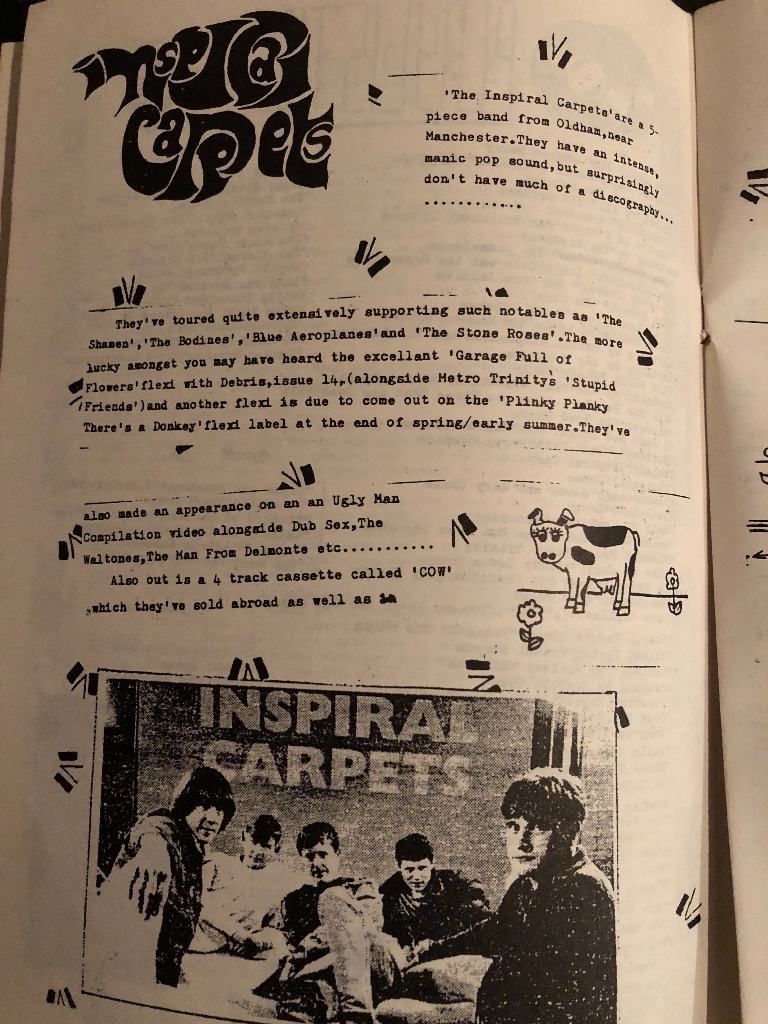 Inspiral
Carpets
'The Inspiral Carpets'are a 5-
piece band from Oldham,near
Manchester.They have an intense,
manic pop sound,but surprisingly
don't have much of a discography...
............
They've toured quite extensively supporting such notables as 'The
Shamen','The Bodines','Blue Aeroplanes'and 'The Stone Roses'.The more
lucky amongst you may have heard the excellant 'Garage Full of
Flowers'flexi with Debris,issue 14,(alongside Metro Trinity's 'Stupid
Friends')and another flexi is due to come out on the 'Plinky Planky
There's a Donkey'flexi label at the end of spring/early summer.They've
also made an appearance on an an Ugly Man
Compilation video alongside Dub Sex,The
Waltones,The Man From Delmonte etc...........
Also out is a 4 track cassette called 'COW'
,which they've sold abroad as well as in
INSPIRAL
CARPETS